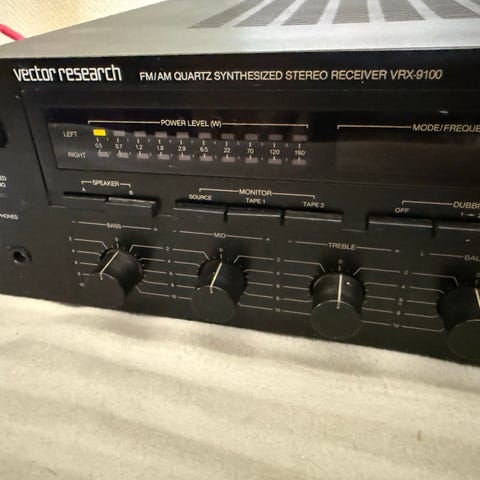 vector research FM/AM QUARTZ SYNTHESIZED STEREO RECEIVER VRX-9100
POWER LEVEL (W)
MODE/FREQUE
LEFT
0.5 0.7 1.2 1.8 2.9 6.5 22 70 120 190
RIGHT
SPEAKER
MONITOR
DUBBI
B
SOURCE TAPE 1 TAPE 2 OFF
PHONES
BASS MID TREBLE BAL